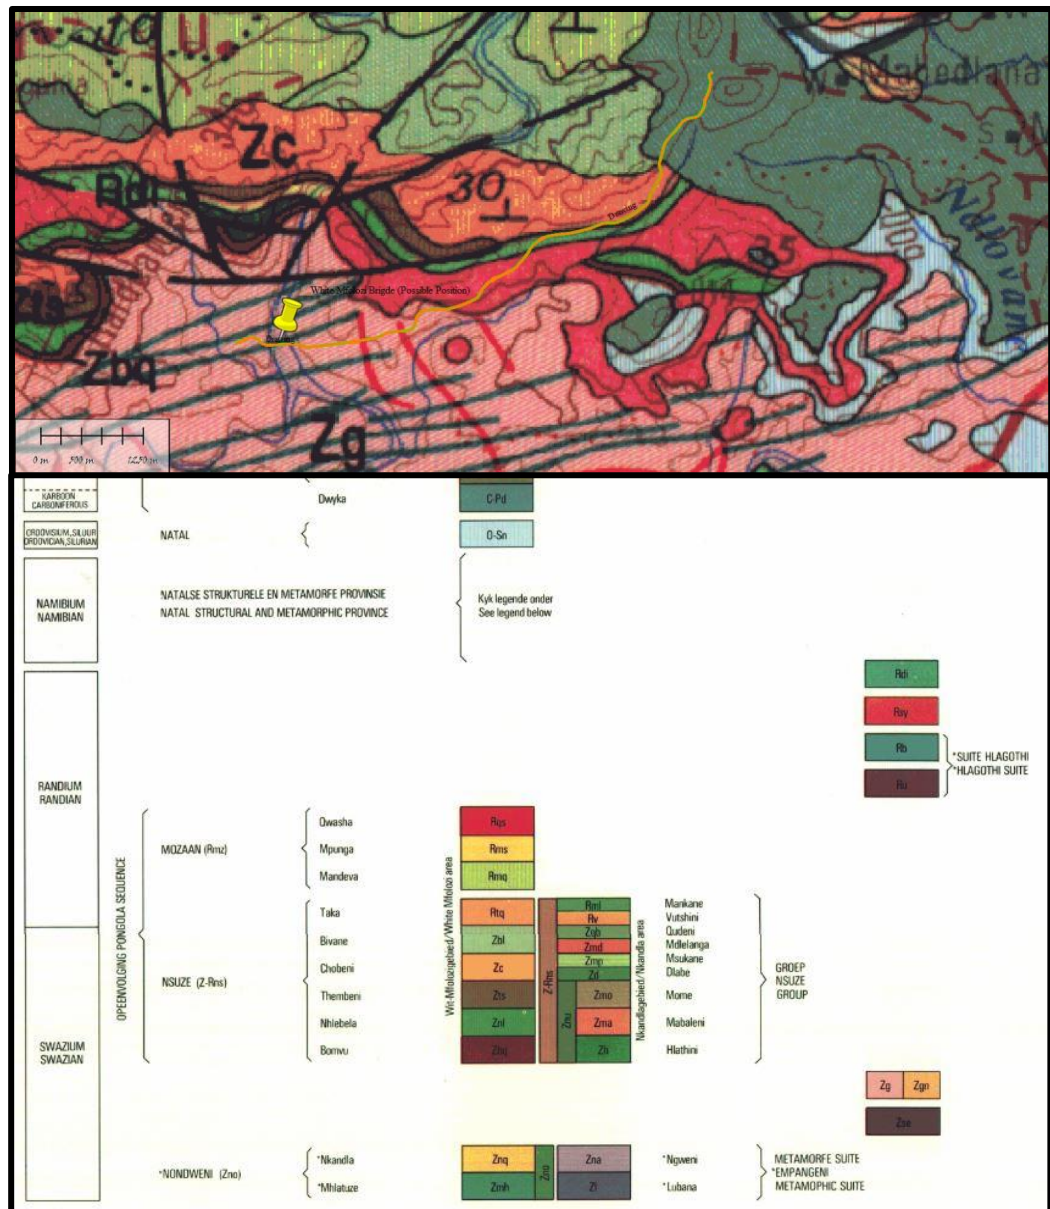 10
Zc
Rdi
30
Dunning
W. Mabedlana
35
Ndlovane
White Mfolozi Brigde (Possible Position)
Zbq
Zg
0 m 500 m 1250 m
KARBOON
CARBONIFEROUS
Dwyka
C-Pd
NATAL
O-Sn
NAMIBIUM
NAMIBIAN
NATALSE STRUKTURELE EN METAMORFE PROVINSIE
NATAL STRUCTURAL AND METAMORPHIC PROVINCE
Kyk legende onder
See legend below
Rdi
Rsy
Rb
Ru
*SUITE HLAGOTHI
*HLAGOTHI SUITE
RANDIUM
RANDIAN
OPEENVOLGING PONGOLA SEQUENCE
MOZAAN (Rmz)
Qwasha
Mpunga
Mandeva
Rqs
Rms
Rmq
Wit-Mfolozigebied/White Mfolozi area
SWAZIUM
SWAZIAN
NSUZE (Z-Rns)
Taka
Bivane
Chobeni
Thembeni
Nhlebela
Bomvu
Rtq
Zbl
Zc
Zts
Znl
Zbq
Z-Rns
Znu
Rml
Rv
Zqb
Zmd
Zmp
Zd
Zmo
Zma
Zh
Nkandlagebied/Nkandla area
Mankane
Vutshini
Qudeni
Mdlelanga
Msukane
Dlabe
Mome
Mabaleni
Hlathini
GROEP
NSUZE
GROUP
Zg
Zgn
Zse
*NONDWENI (Zno)
*Nkandla
*Mhlatuze
Znq
Zmh
Zno
Zna
Zl
*Ngweni
*Lubana
METAMORFE SUITE
*EMPANGENI
METAMOPHIC SUITE